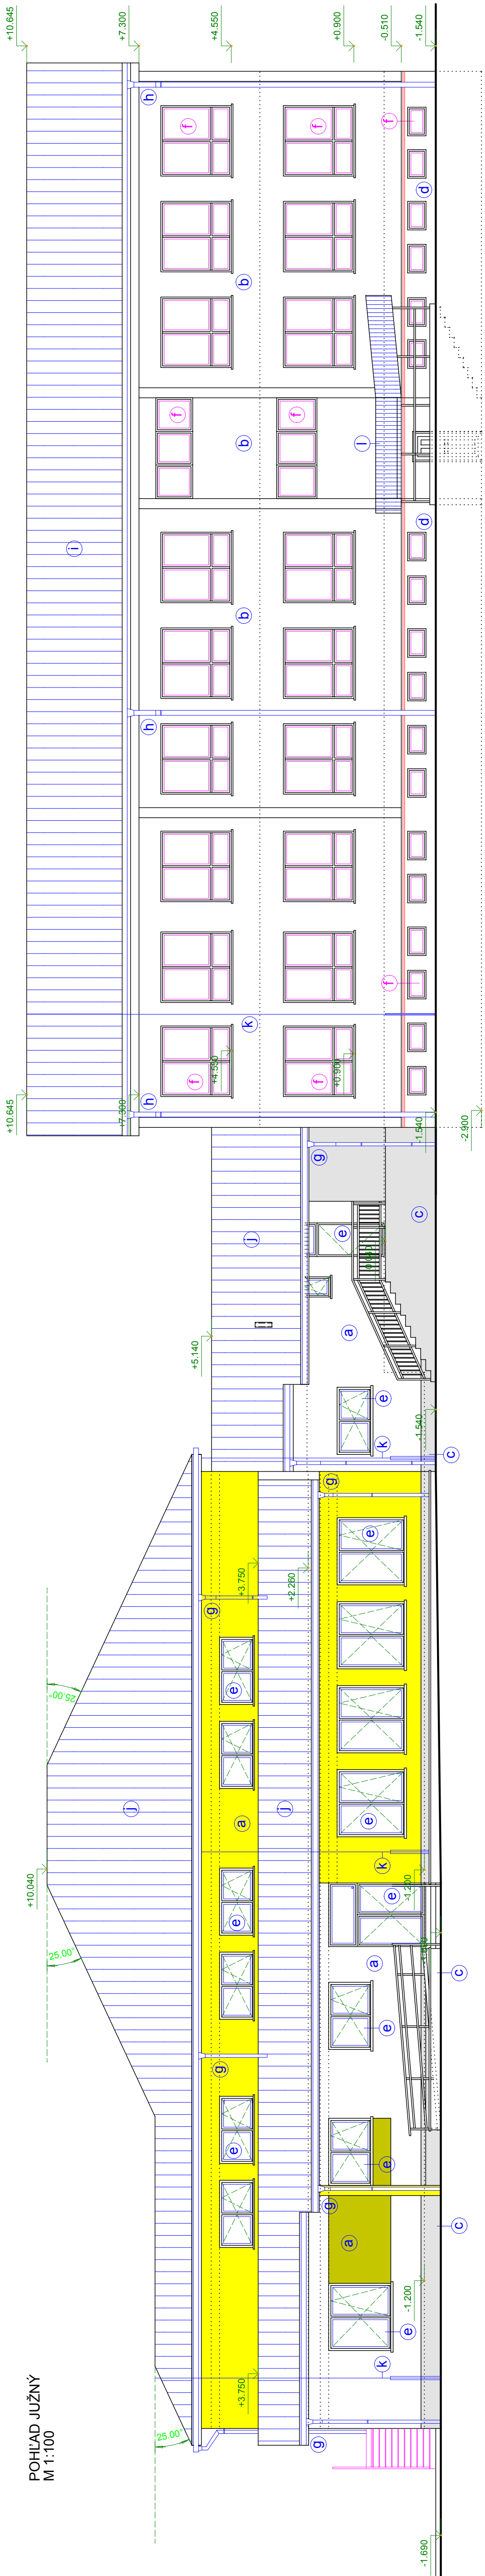 POHĽAD JUŽNÝ
M 1:100
-1.690
+3.750
25.00°
g
k
e
-1.200
c
a
g
e
g
e
e
c
a
e
-1.200
k
25.00°
+10.040
j
j
a
e
e
e
25.00°
g
+3.750
+2.260
g
e
k
c
-1.540
e
a
+5.140
j
e
c
g
-2.900
-1.540
+10.645
+7.300
h
f
f
+4.550
+0.900
k
f
h
i
b
d
l
b
f
f
b
d
f
f
f
h
+10.645
+7.300
+4.550
+0.900
-0.510
-1.540